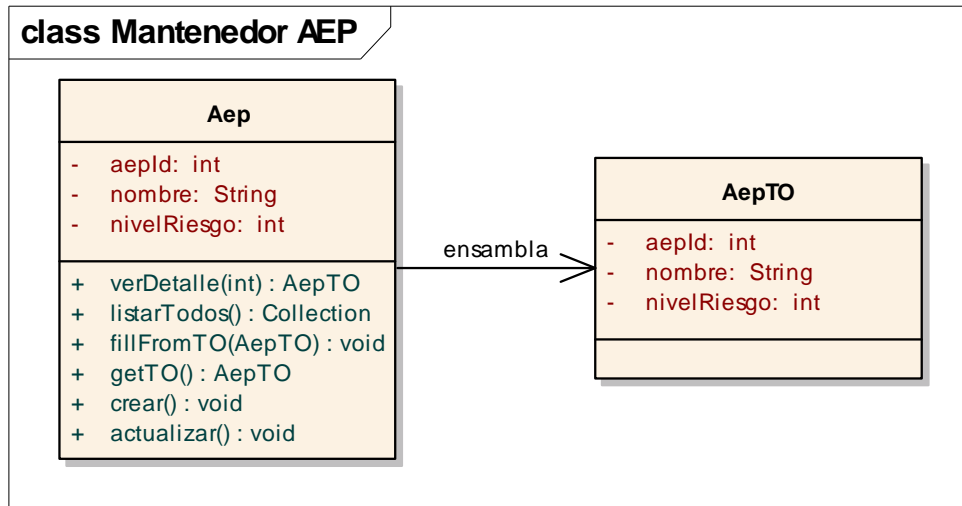 class Mantenedor AEP
Aep
- aepId: int
- nombre: String
- nivelRiesgo: int
+ verDetalle(int) : AepTO
+ listarTodos() : Collection
+ fillFromTO(AepTO) : void
+ getTO() : AepTO
+ crear() : void
+ actualizar() : void
ensambla
AepTO
- aepId: int
- nombre: String
- nivelRiesgo: int